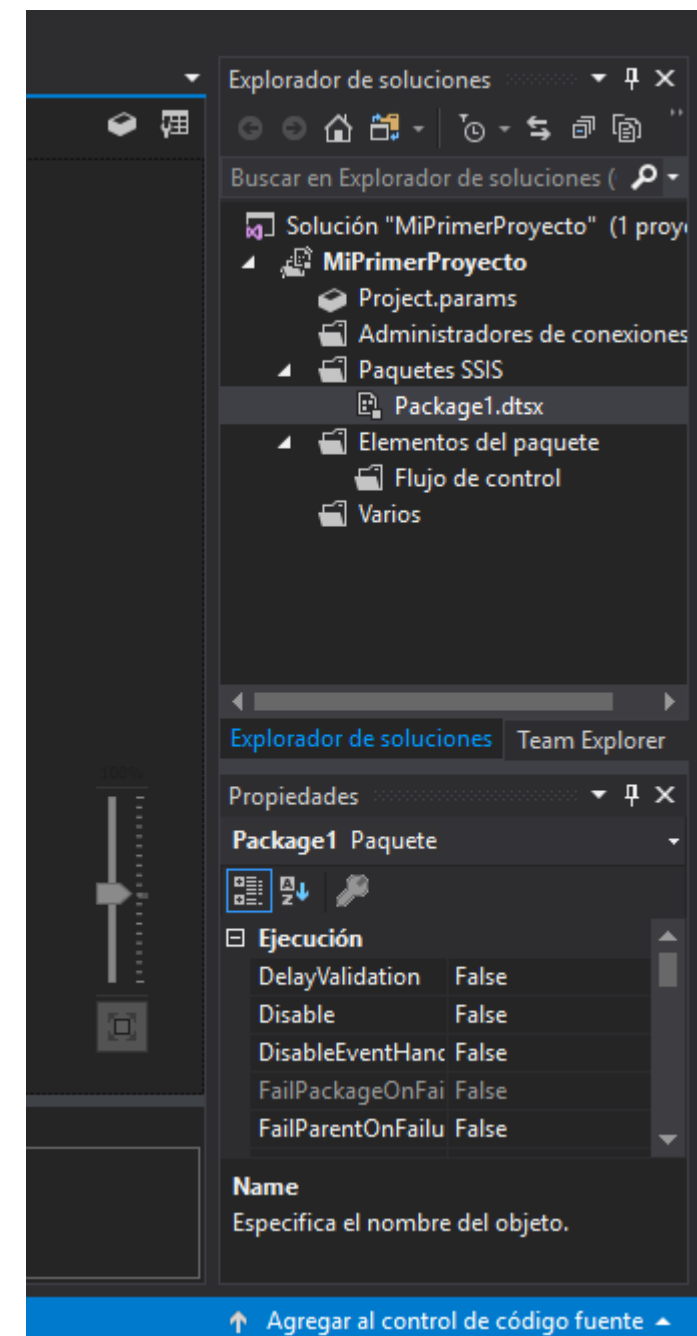 Explorador de soluciones
Buscar en Explorador de soluciones (
Solución "MiPrimerProyecto" (1 proy
MiPrimerProyecto
Project.params
Administradores de conexiones
Paquetes SSIS
Package1.dtsx
Elementos del paquete
Flujo de control
Varios
Explorador de soluciones Team Explorer
100%
Propiedades
Package1 Paquete
Ejecución
DelayValidation False
Disable False
DisableEventHanc False
FailPackageOnFai False
FailParentOnFailu False
Name
Especifica el nombre del objeto.
Agregar al control de código fuente